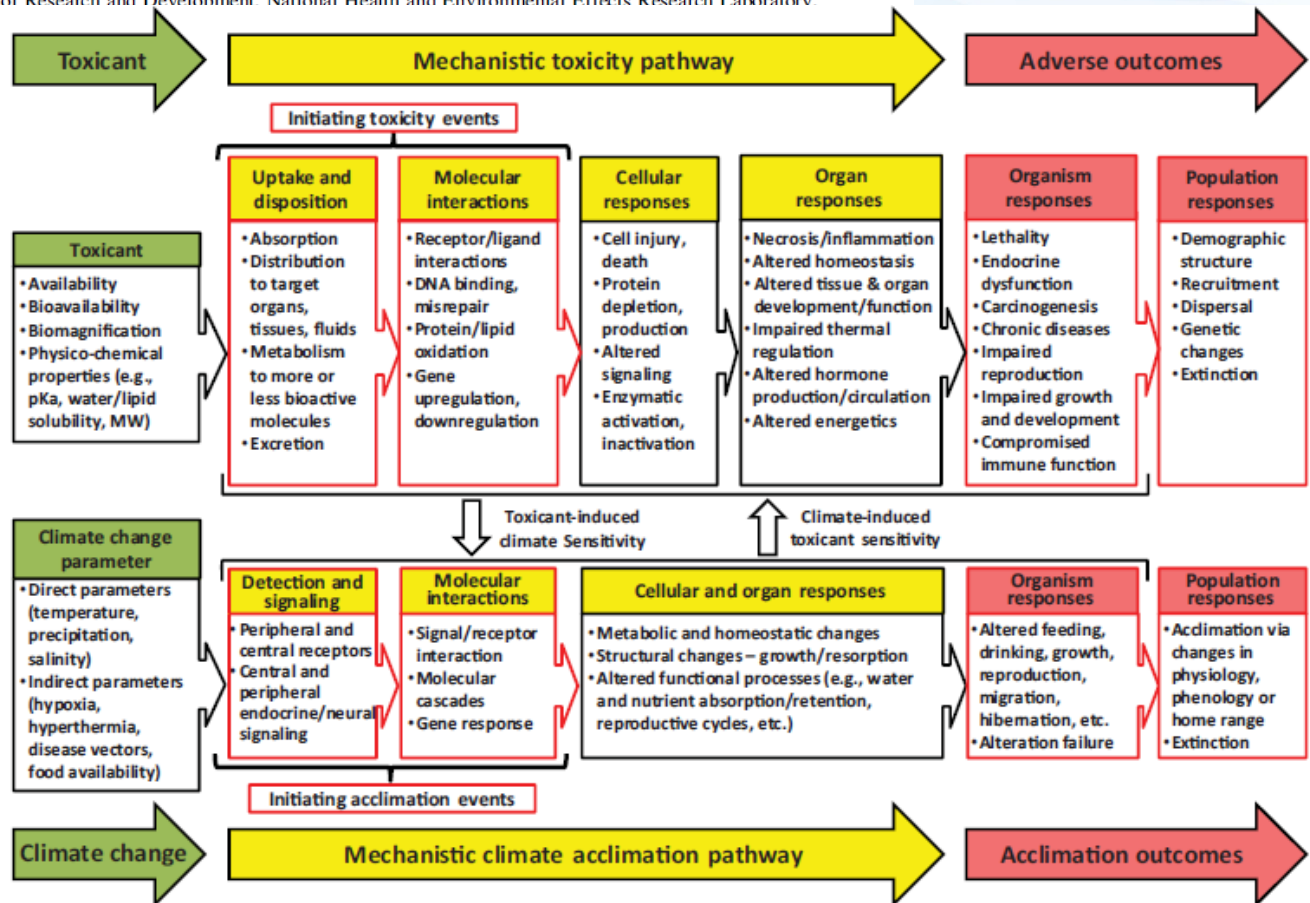 of Research and Development, National Health and Environmental Effects Research Laboratory,
Toxicant
Mechanistic toxicity pathway
Adverse outcomes
Initiating toxicity events
Toxicant
• Availability
• Bioavailability
• Biomagnification
• Physico-chemical
properties (e.g.,
pKa, water/lipid
solubility, MW)
Uptake and
disposition
• Absorption
• Distribution
to target
organs,
tissues, fluids
• Metabolism
to more or
less bioactive
molecules
• Excretion
Molecular
interactions
• Receptor/ligand
interactions
• DNA binding,
misrepair
• Protein/lipid
oxidation
• Gene
upregulation,
downregulation
Cellular
responses
• Cell injury,
death
• Protein
depletion,
production
• Altered
signaling
• Enzymatic
activation,
inactivation
Organ
responses
• Necrosis/inflammation
• Altered homeostasis
• Altered tissue & organ
development/function
• Impaired thermal
regulation
• Altered hormone
production/circulation
• Altered energetics
Organism
responses
• Lethality
• Endocrine
dysfunction
• Carcinogenesis
• Chronic diseases
• Impaired
reproduction
• Impaired growth
and development
• Compromised
immune function
Population
responses
• Demographic
structure
• Recruitment
• Dispersal
• Genetic
changes
• Extinction
Toxicant-induced
climate Sensitivity
Climate-induced
toxicant sensitivity
Climate change
parameter
• Direct parameters
(temperature,
precipitation,
salinity)
• Indirect parameters
(hypoxia,
hyperthermia,
disease vectors,
food availability)
Detection and
signaling
• Peripheral and
central receptors
• Central and
peripheral
endocrine/neural
signaling
Molecular
interactions
• Signal/receptor
interaction
• Molecular
cascades
• Gene response
Cellular and organ responses
• Metabolic and homeostatic changes
• Structural changes – growth/resorption
• Altered functional processes (e.g., water
and nutrient absorption/retention,
reproductive cycles, etc.)
Organism
responses
• Altered feeding,
drinking, growth,
reproduction,
migration,
hibernation, etc.
• Alteration failure
Population
responses
• Acclimation via
changes in
physiology,
phenology or
home range
• Extinction
Initiating acclimation events
Climate change
Mechanistic climate acclimation pathway
Acclimation outcomes